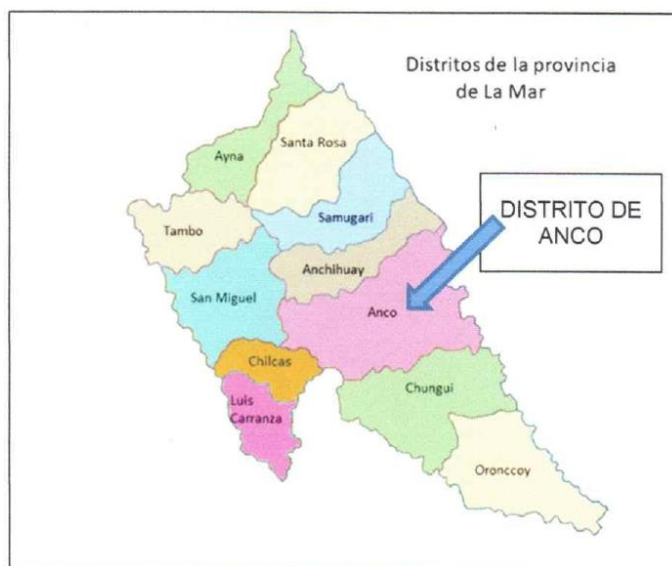 Distritos de la provincia
de La Mar
Ayna
Santa Rosa
Samugari
Tambo
Anchihuay
San Miguel
Anco
Chilcas
Luis
Carranza
Chungui
Oronccoy
DISTRITO DE
ANCO